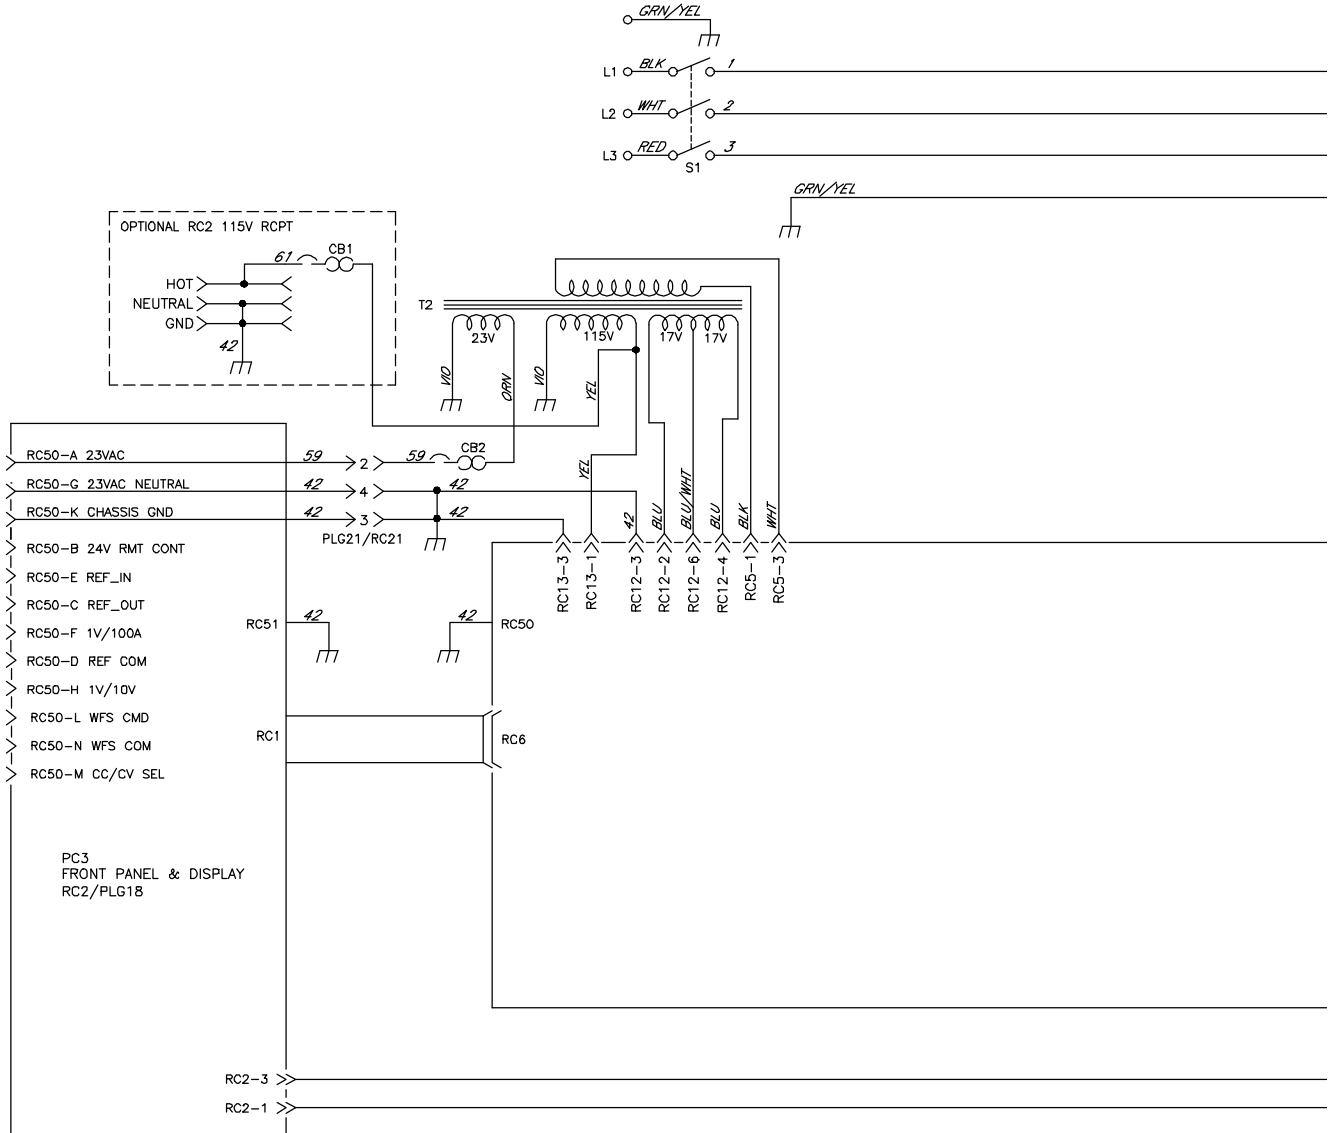 GRN/YEL
L1 BLK 1
L2 WHT 2
L3 RED 3
S1
GRN/YEL
OPTIONAL RC2 115V RCPT
61 CB1
HOT
NEUTRAL
GND
42
T2
23V 115V 17V 17V
VIO ORN VIO YEL
RC50-A 23VAC 59 2 59 CB2
YEL
RC50-G 23VAC NEUTRAL 42 4 42
RC50-K CHASSIS GND 42 3 42
PLG21/RC21
42 BLU BLU/WHT BLU BLK WHT
RC13-3 RC13-1 RC12-3 RC12-2 RC12-6 RC12-4 RC5-1 RC5-3
RC50-B 24V RMT CONT
RC50-E REF_IN
RC50-C REF_OUT
RC51 42 42 RC50
RC50-F 1V/100A
RC50-D REF COM
RC50-H 1V/10V
RC50-L WFS CMD
RC1 RC6
RC50-N WFS COM
RC50-M CC/CV SEL
PC3
FRONT PANEL & DISPLAY
RC2/PLG18
RC2-3
RC2-1